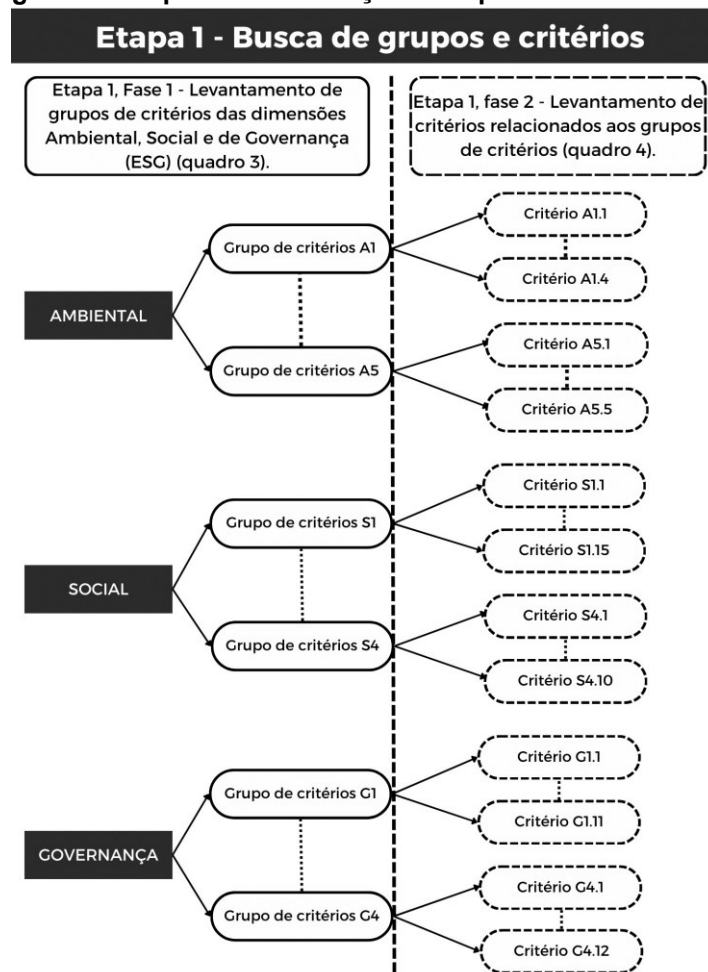 Etapa 1 - Busca de grupos e critérios
Etapa 1, Fase 1 - Levantamento de
grupos de critérios das dimensões
Ambiental, Social e de Governança
(ESG) (quadro 3).
Etapa 1, fase 2 - Levantamento de
critérios relacionados aos grupos
de critérios (quadro 4).
AMBIENTAL
Grupo de critérios A1
Critério A1.1
Critério A1.4
Grupo de critérios A5
Critério A5.1
Critério A5.5
SOCIAL
Grupo de critérios S1
Critério S1.1
Critério S1.15
Grupo de critérios S4
Critério S4.1
Critério S4.10
GOVERNANÇA
Grupo de critérios G1
Critério G1.1
Critério G1.11
Grupo de critérios G4
Critério G4.1
Critério G4.12